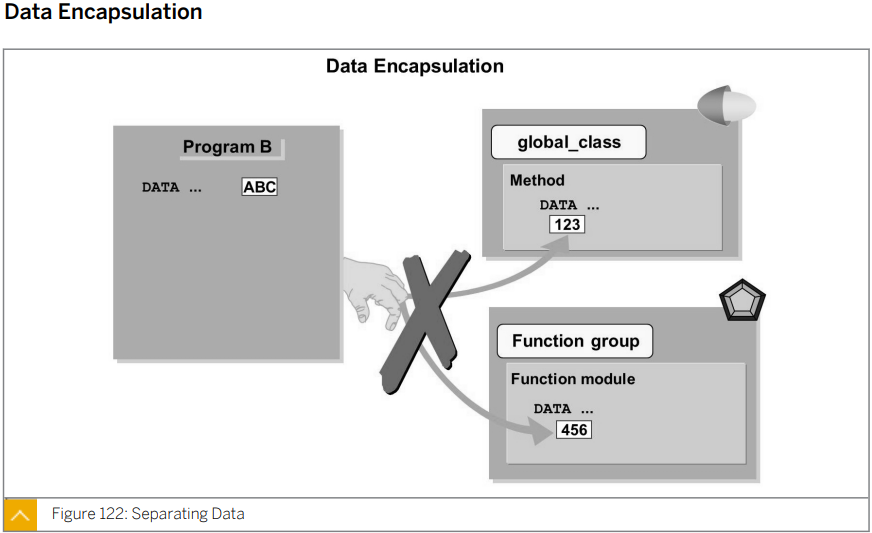 Data Encapsulation
Data Encapsulation
Program B
DATA ... ABC
global_class
Method
DATA ...
123
Function group
Function module
DATA ...
456
Figure 122: Separating Data